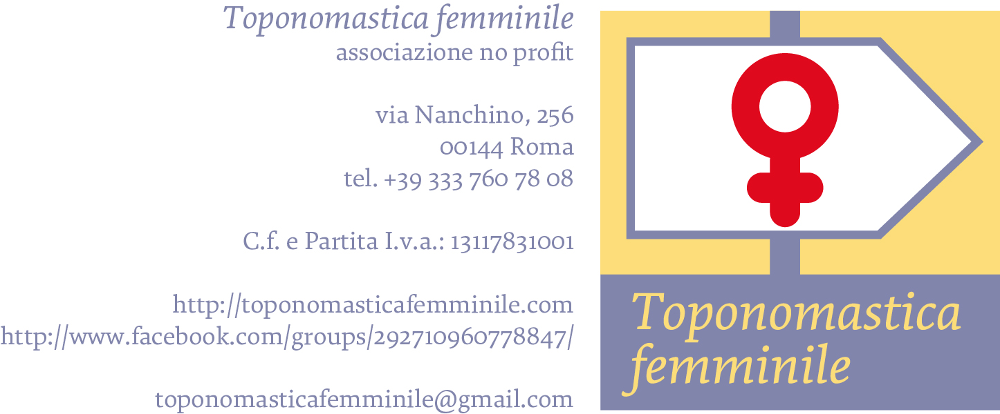 Toponomastica femminile
associazione no profit
via Nanchino, 256
00144 Roma
tel. +39 333 760 78 08
C.f. e Partita I.v.a.: 13117831001
http://toponomasticafemminile.com
http://www.facebook.com/groups/292710960778847/
toponomasticafemminile@gmail.com
Toponomastica
femminile